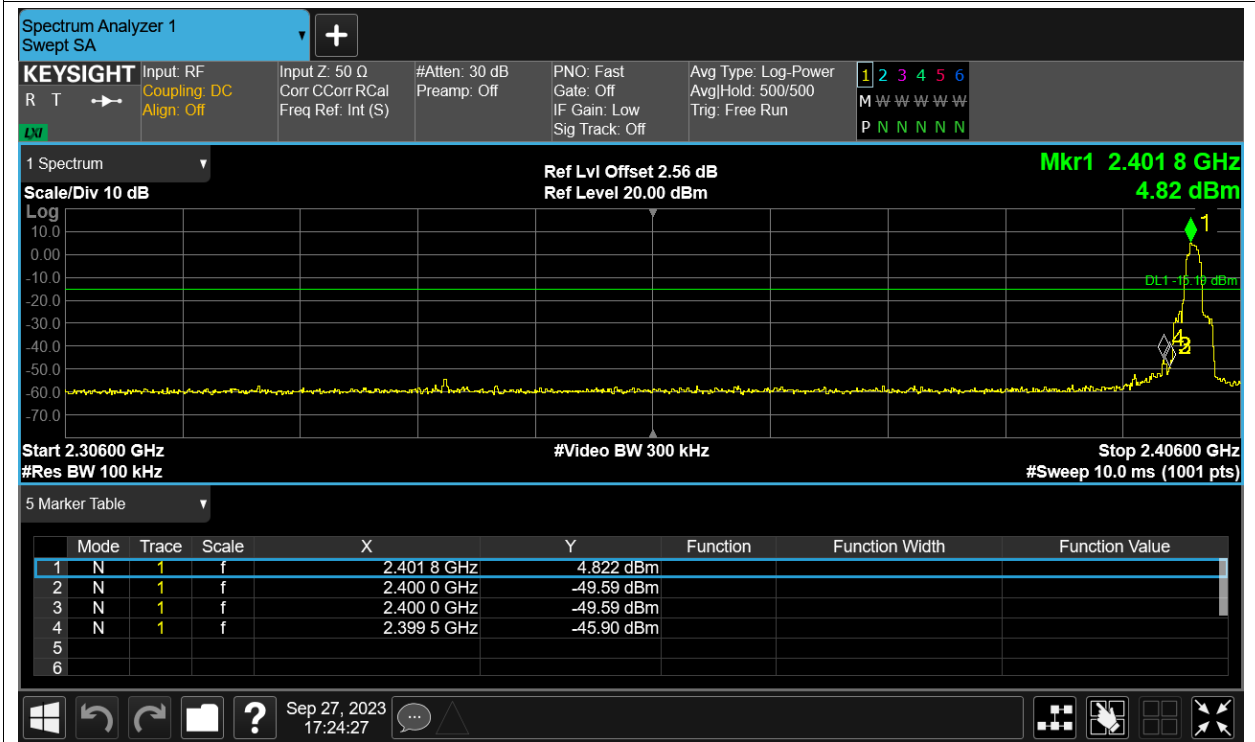 Spectrum Analyzer 1
Swept SA
KEYSIGHT
R T
LXI
Input: RF
Coupling: DC
Align: Off
Input Z: 50 Ω
Corr CCorr RCal
Freq Ref: Int (S)
#Atten: 30 dB
Preamp: Off
PNO: Fast
Gate: Off
IF Gain: Low
Sig Track: Off
Avg Type: Log-Power
Avg|Hold: 500/500
Trig: Free Run
1 2 3 4 5 6
M W W W W W
P N N N N N
1 Spectrum
Scale/Div 10 dB
Ref Lvl Offset 2.56 dB
Ref Level 20.00 dBm
Mkr1 2.401 8 GHz
4.82 dBm
Log
10.0
0.00
-10.0
-20.0
-30.0
-40.0
-50.0
-60.0
-70.0
1
DL1 -15.19 dBm
4
Start 2.30600 GHz
#Video BW 300 kHz
Stop 2.40600 GHz
#Res BW 100 kHz
#Sweep 10.0 ms (1001 pts)
5 Marker Table
Mode Trace Scale X Y Function Function Width Function Value
1 N 1 f 2.401 8 GHz 4.822 dBm
2 N 1 f 2.400 0 GHz -49.59 dBm
3 N 1 f 2.400 0 GHz -49.59 dBm
4 N 1 f 2.399 5 GHz -45.90 dBm
5
6
?
Sep 27, 2023
17:24:27